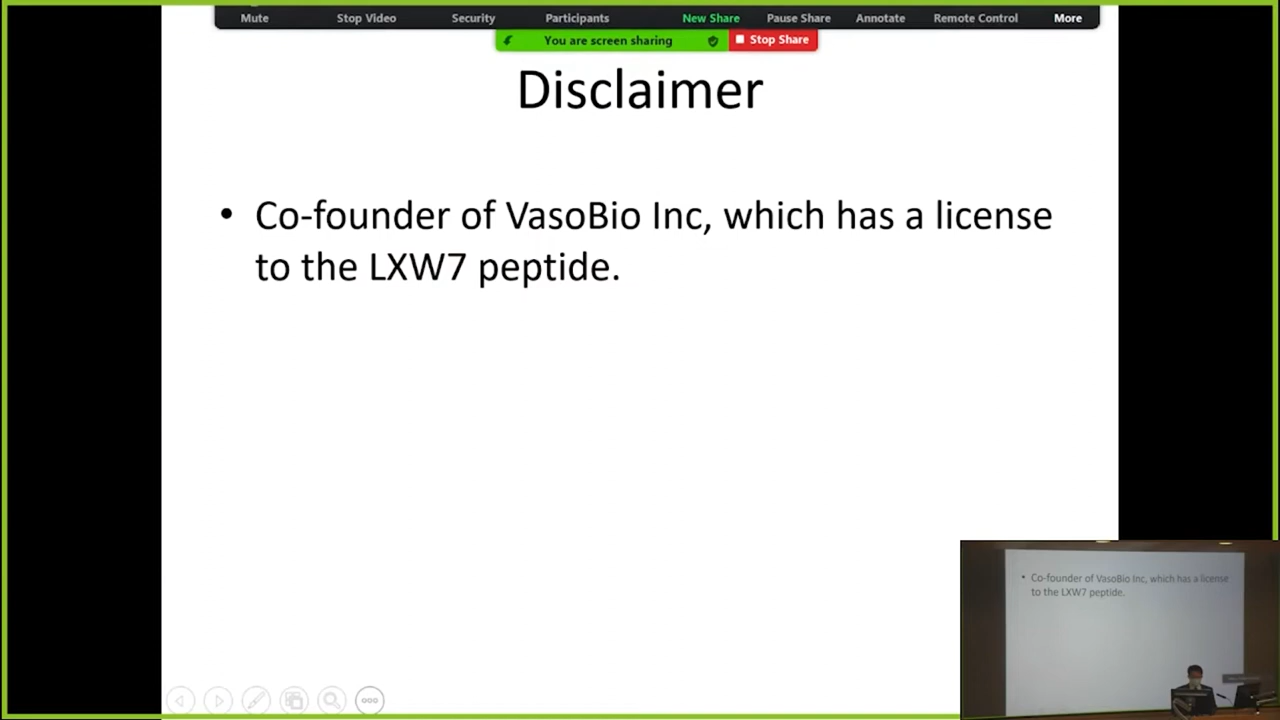 Mute Stop Video Security Participants New Share Pause Share Annotate Remote Control More
You are screen sharing Stop Share
Disclaimer
• Co-founder of VasoBio Inc, which has a license
to the LXW7 peptide.
• Co-founder of VasoBio Inc, which has a license
to the LXW7 peptide.